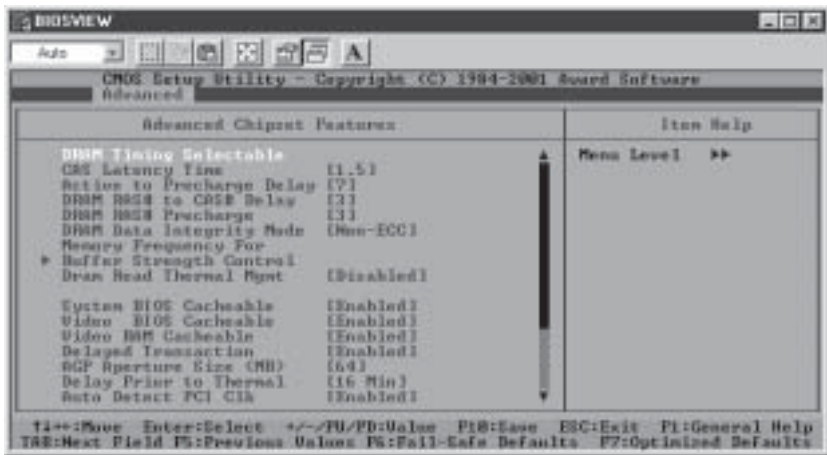 BIOSVIEW
Auto
A
CMOS Setup Utility - Copyright (C) 1984-2001 Award Software
Advanced
Advanced Chipset Features
Item Help
DRAM Timing Selectable
Menu Level ▶▶
CAS Latency Time [1.5]
Active to Precharge Delay [7]
DRAM RAS# to CAS# Delay [3]
DRAM RAS# Precharge [3]
DRAM Data Integrity Mode [Non-ECC]
Memory Frequency For
▶ Buffer Strength Control
Dram Read Thermal Mgmt [Disabled]
System BIOS Cacheable [Enabled]
Video BIOS Cacheable [Enabled]
Video RAM Cacheable [Enabled]
Delayed Transaction [Enabled]
AGP Aperture Size (MB) [64]
Delay Prior to Thermal [16 Min]
Auto Detect PCI Clk [Enabled]
↑↓→←:Move Enter:Select +/-/PU/PD:Value F10:Save ESC:Exit F1:General Help
TAB:Next Field F5:Previous Values F6:Fail-Safe Defaults F7:Optimized Defaults